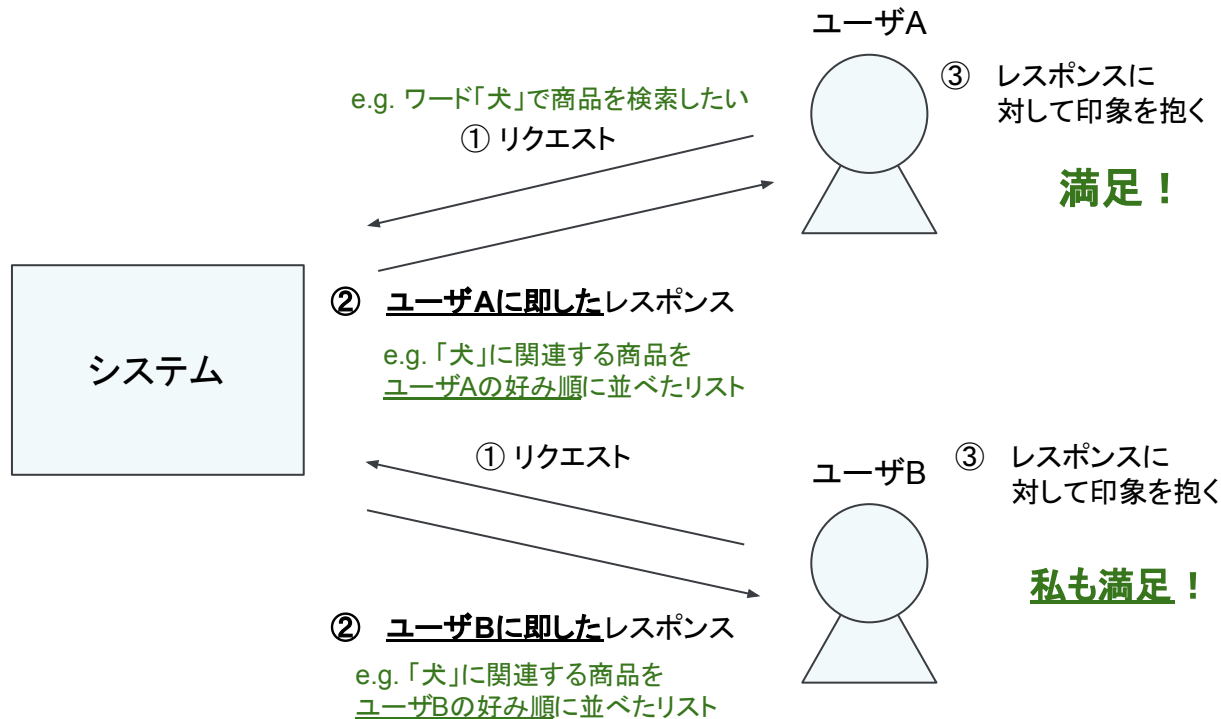 ユーザA
e.g. ワード「犬」で商品を検索したい
① リクエスト
③ レスポンスに
対して印象を抱く
満足！
② ユーザAに即したレスポンス
e.g. 「犬」に関連する商品を
ユーザAの好み順に並べたリスト
システム
① リクエスト
ユーザB
③ レスポンスに
対して印象を抱く
私も満足！
② ユーザBに即したレスポンス
e.g. 「犬」に関連する商品を
ユーザBの好み順に並べたリスト